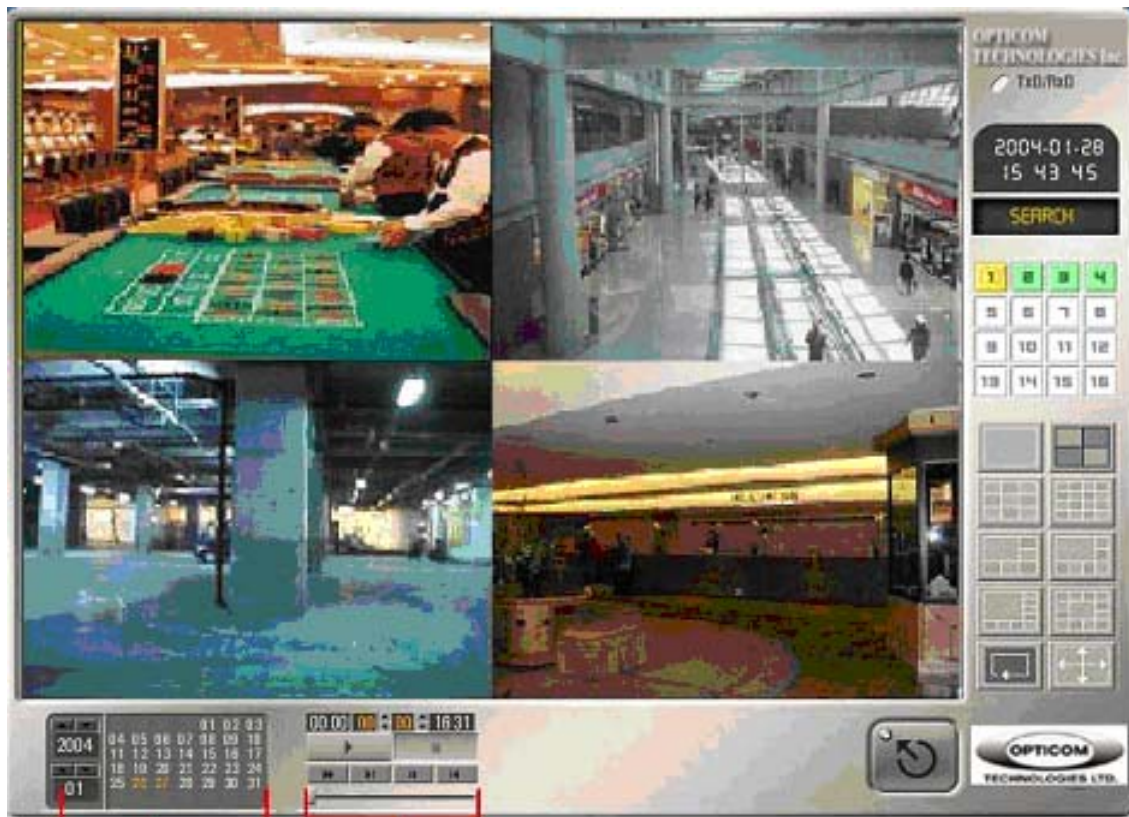 OPTICOM
TECHNOLOGIES Inc
TxD/RxD
2004-01-28
15 43 45
SEARCH
1 2 3 4
5 6 7 8
9 10 11 12
13 14 15 16
2004
01
01 02 03
04 05 06 07 08 09 10
11 12 13 14 15 16 17
18 19 20 21 22 23 24
25 26 27 28 29 30 31
00:00 00 00 16:31
OPTICOM
TECHNOLOGIES LTD.